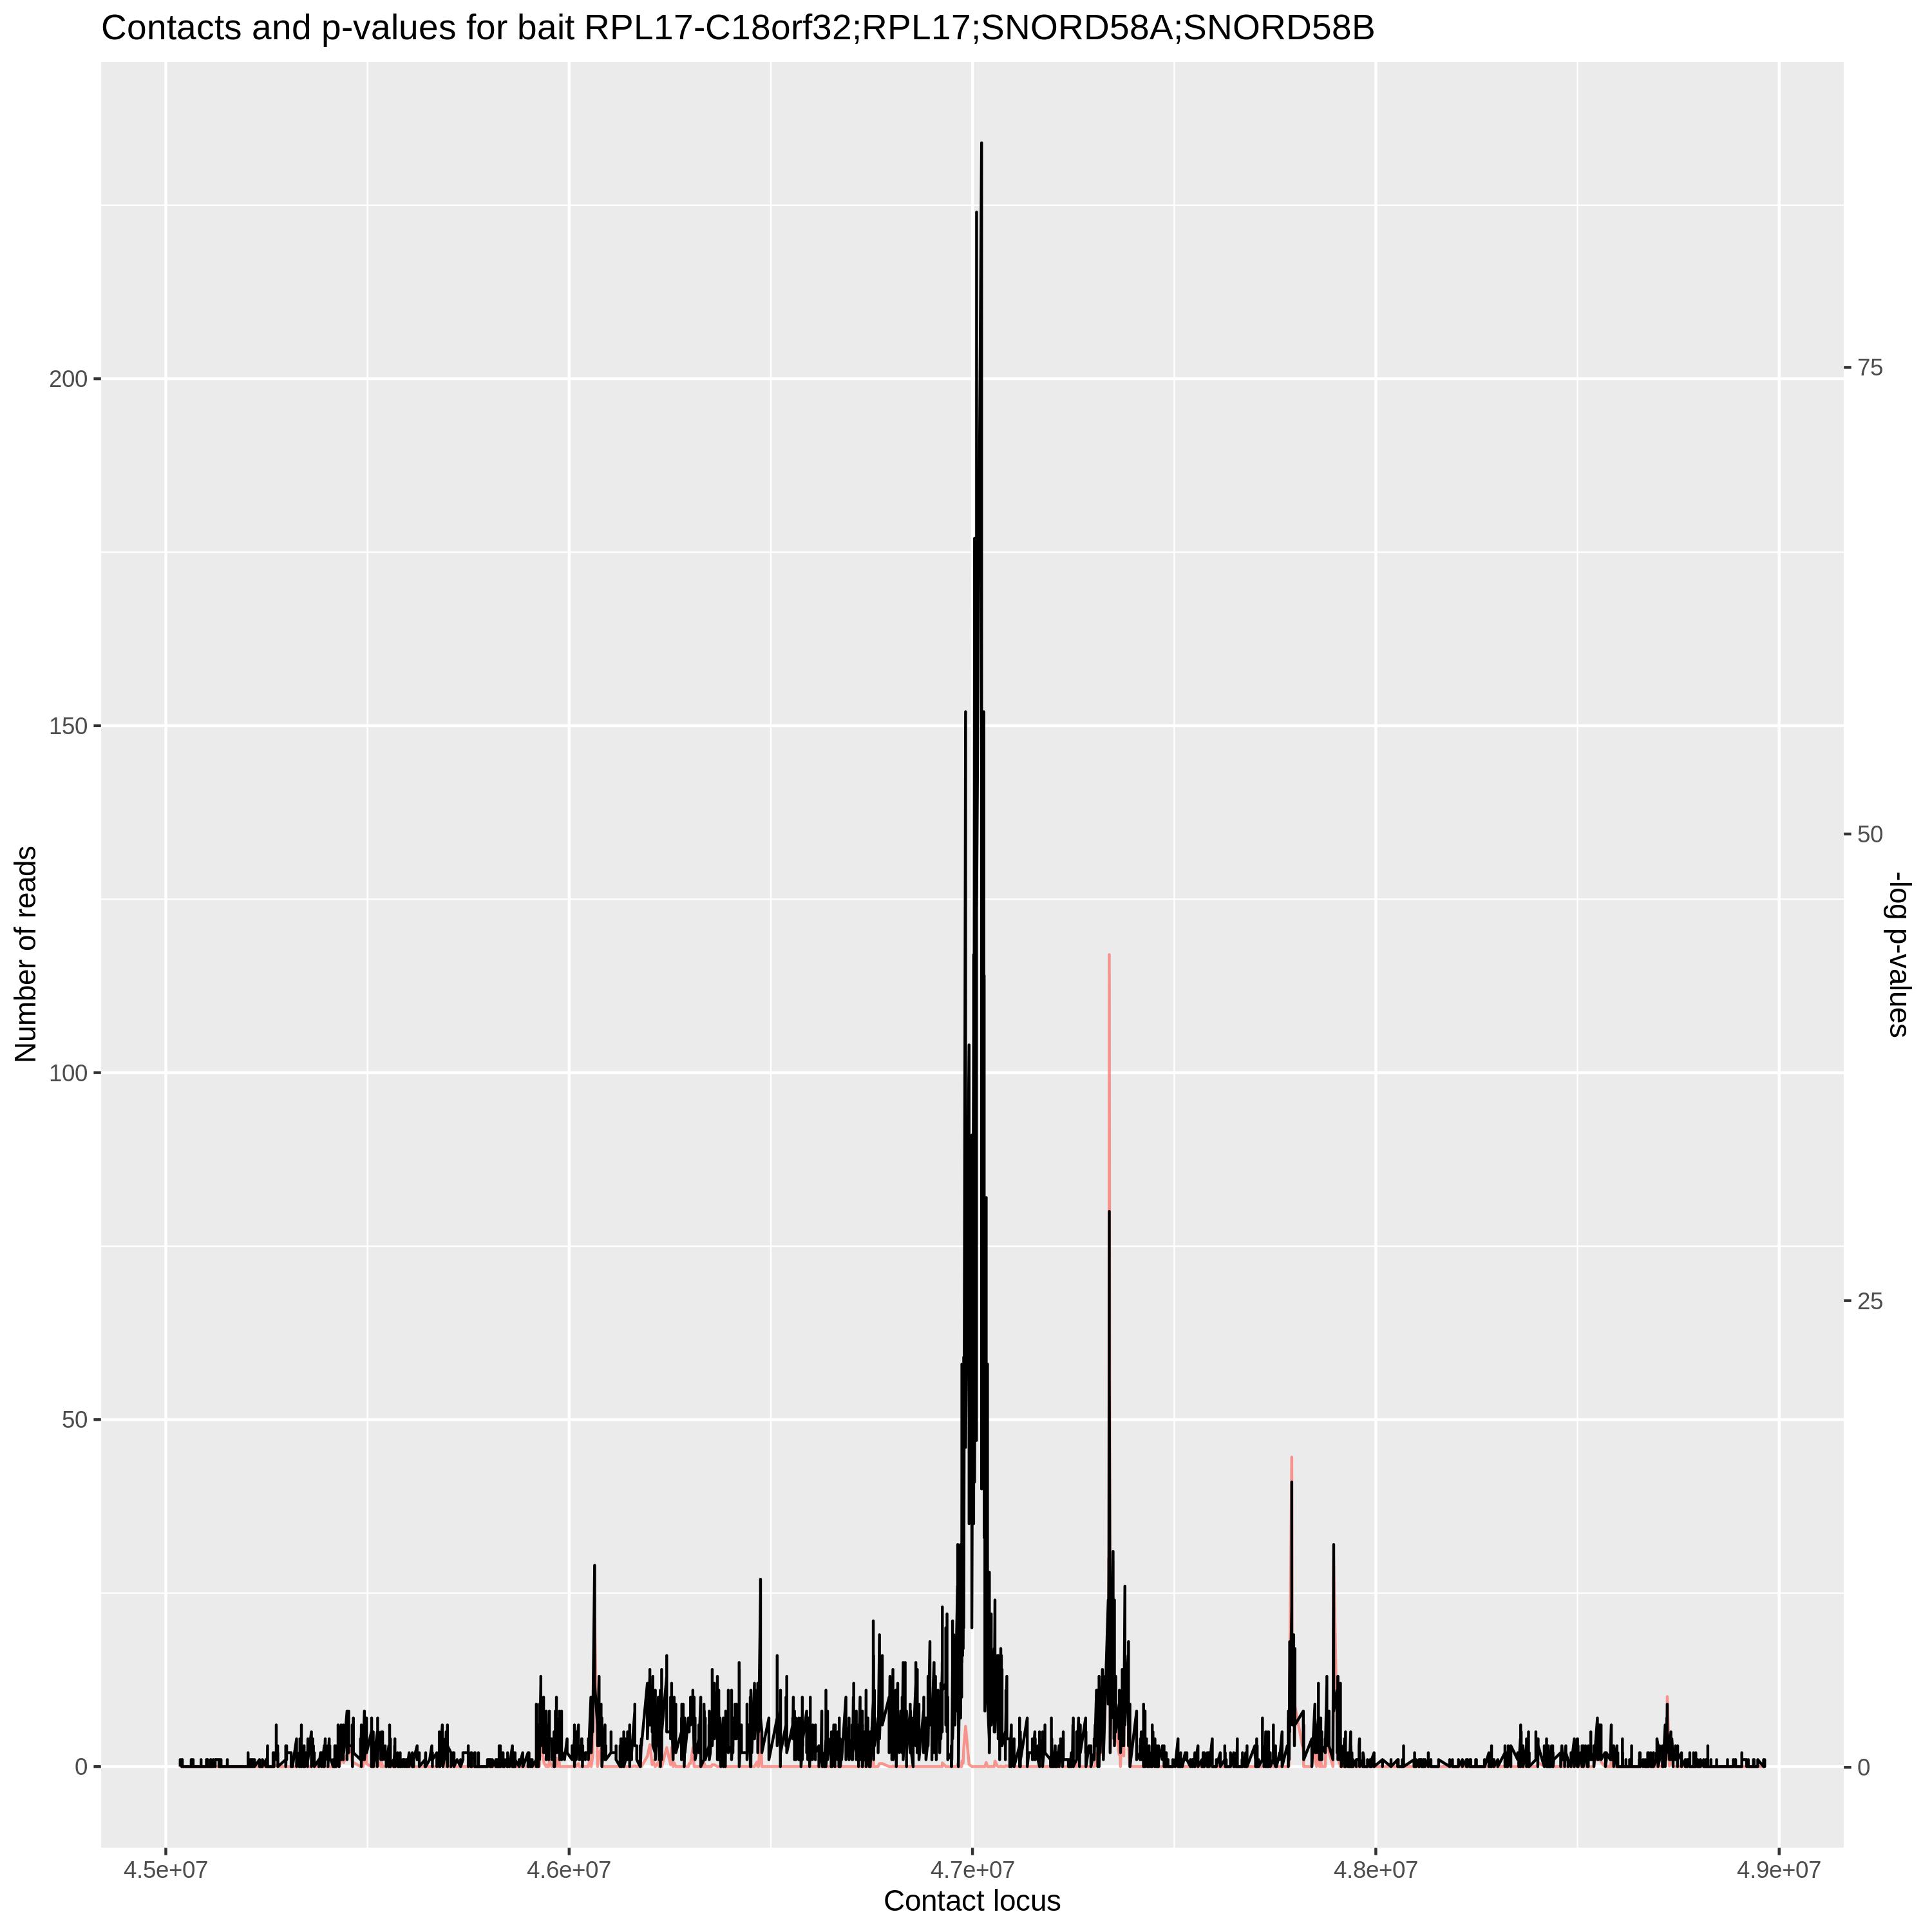 Contacts and p-values for bait RPL17-C18orf32;RPL17;SNORD58A;SNORD58B
Number of reads
200
150
100
50
0
75
50
25
0
-log p-values
4.5e+07 4.6e+07 4.7e+07 4.8e+07 4.9e+07
Contact locus